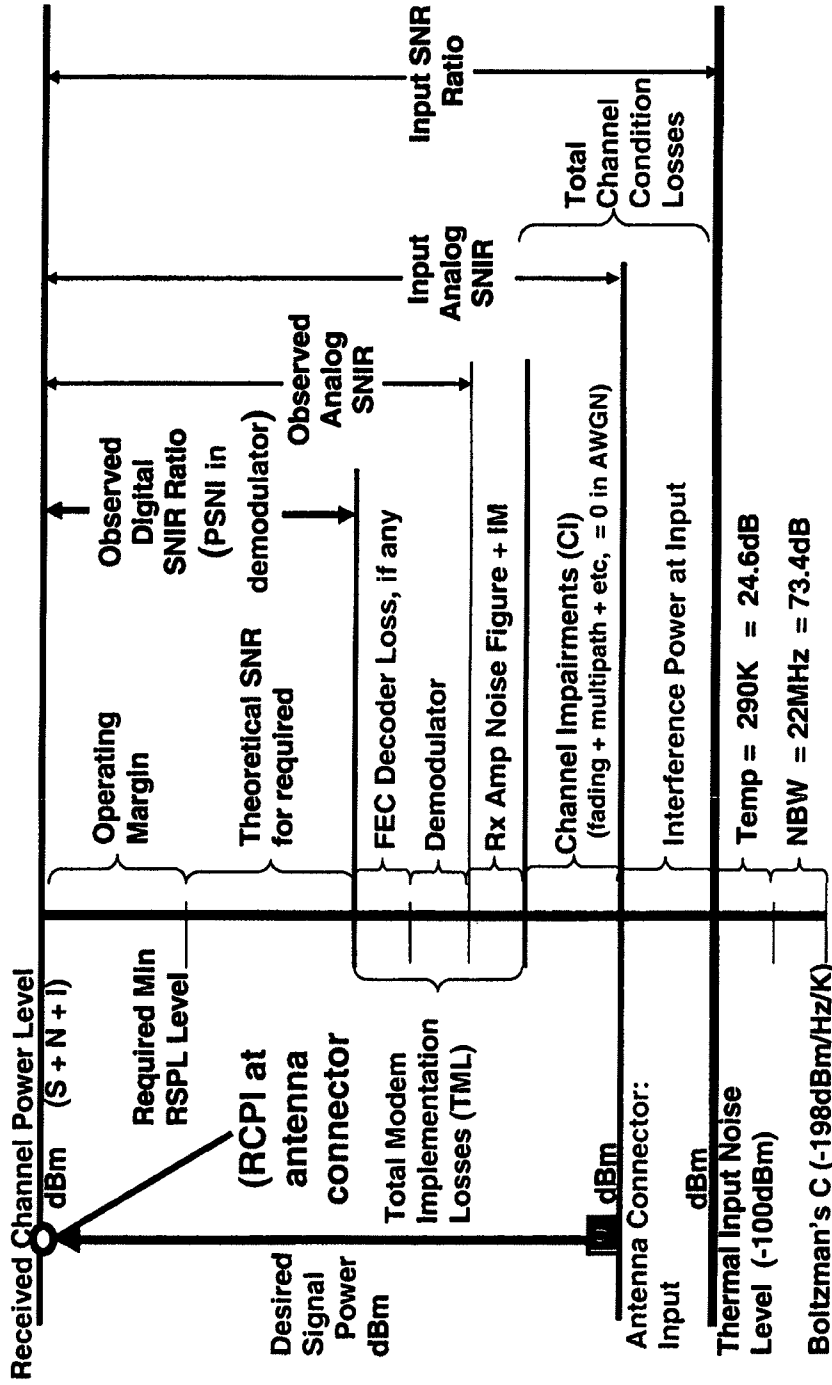 Received Channel Power Level
dBm (S + N + I)
Required Min
RSPL Level
(RCPI at
antenna
connector
Total Modem
Implementation
Losses (TML)
Desired
Signal
Power
dBm
dBm
Antenna Connector:
Input
dBm
Thermal Input Noise
Level (-100dBm)
Boltzman's C (-198dBm/Hz/K)
Operating
Margin
Theoretical SNR
for required
FEC Decoder Loss, if any
Demodulator
Rx Amp Noise Figure + IM
Channel Impairments (CI)
(fading + multipath + etc, = 0 in AWGN)
Interference Power at Input
Temp = 290K = 24.6dB
NBW = 22MHz = 73.4dB
Observed
Digital
SNIR Ratio
(PSNI in
demodulator)
Observed
Analog
SNIR
Input
Analog
SNIR
Total
Channel
Condition
Losses
Input SNR
Ratio